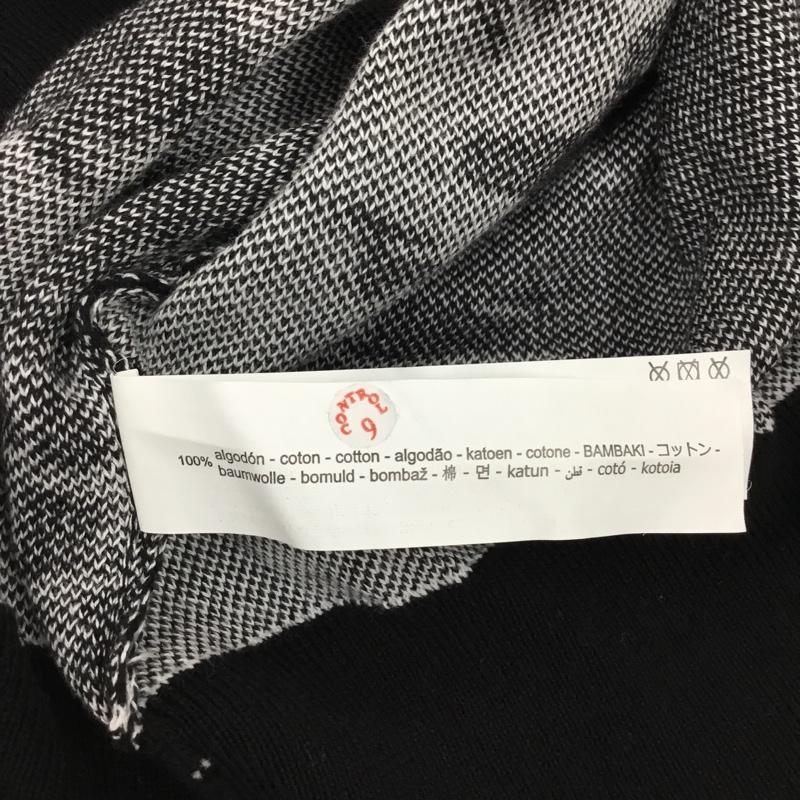 CONTROL
9
100% algodón - coton - cotton - algodão - katoen - cotone - BAMBAKI - コットン -
baumwolle - bomuld - bombaž - 棉 - 면 - katun - قطن - cotó - kotoia